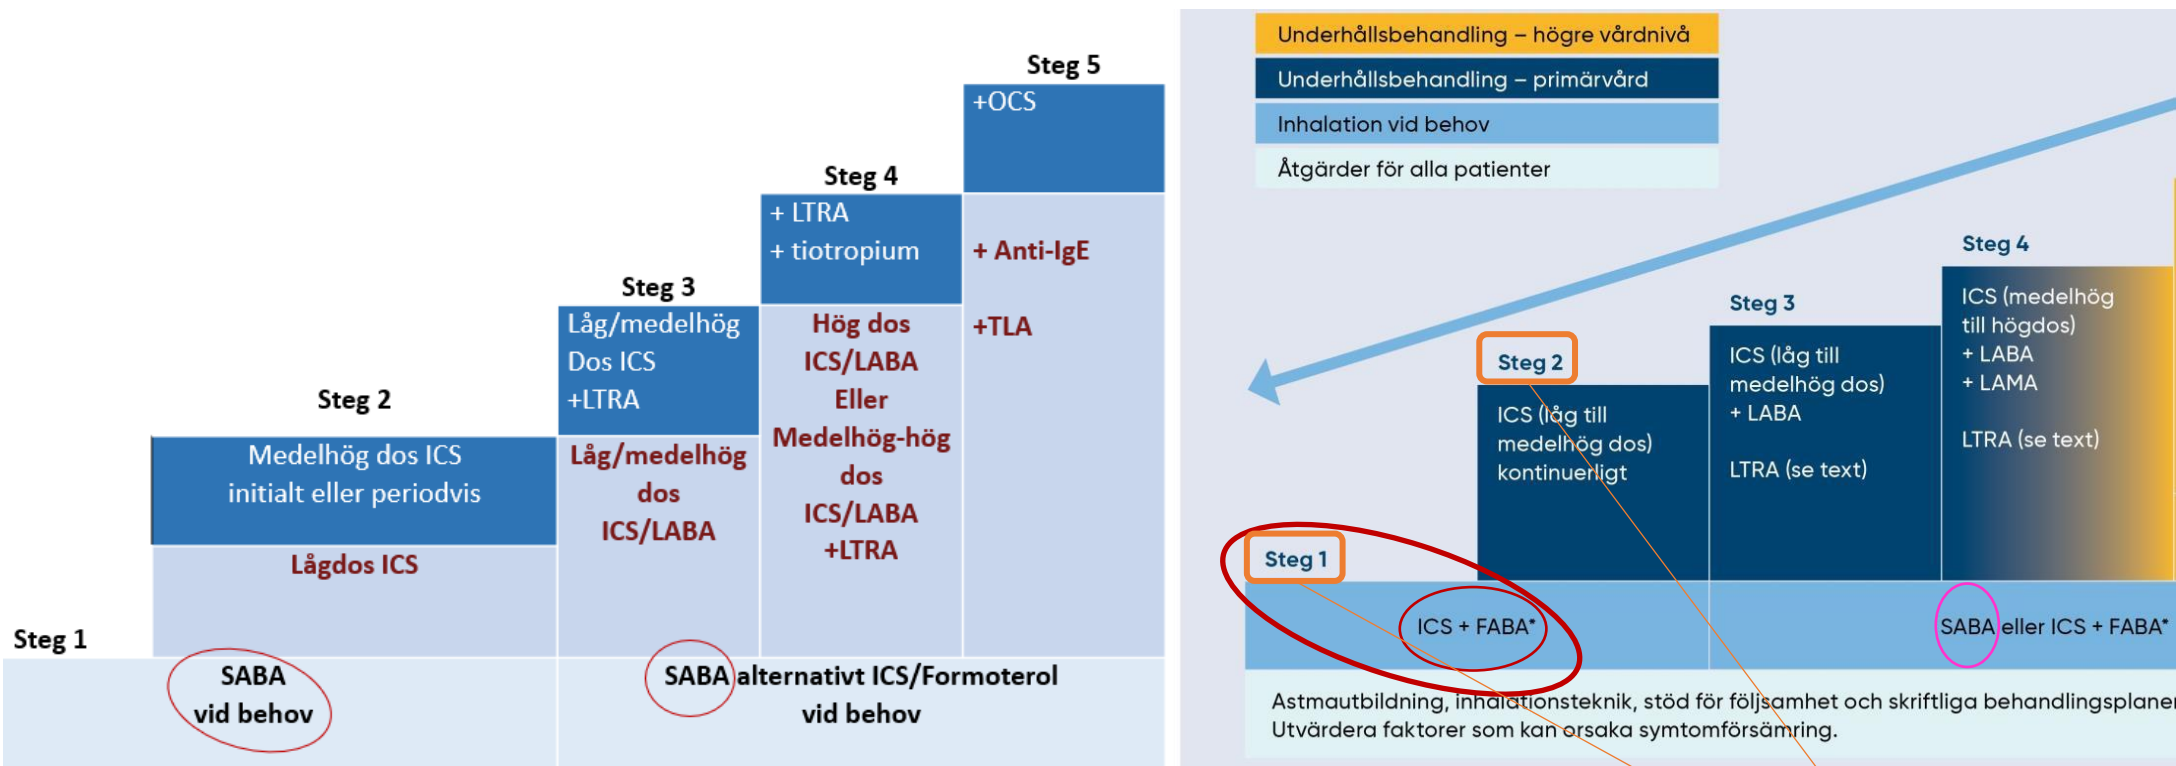 Steg 5
+OCS
Steg 4
+ LTRA
+ tiotropium
+ Anti-IgE
+TLA
Steg 3
Låg/medelhög
Dos ICS
+LTRA
Hög dos
ICS/LABA
Eller
Medelhög-hög
dos
ICS/LABA
+LTRA
Steg 2
Medelhög dos ICS
initialt eller periodvis
Låg/medelhög
dos
ICS/LABA
Lågdos ICS
Steg 1
SABA
vid behov
SABA alternativt ICS/Formoterol
vid behov
Underhållsbehandling – högre vårdnivå
Underhållsbehandling – primärvård
Inhalation vid behov
Åtgärder för alla patienter
Steg 4
ICS (medelhög
till högdos)
+ LABA
+ LAMA
LTRA (se text)
Steg 3
ICS (låg till
medelhög dos)
+ LABA
LTRA (se text)
Steg 2
ICS (låg till
medelhög dos)
kontinuerligt
Steg 1
ICS + FABA*
SABA eller ICS + FABA*
Astmautbildning, inhalationsteknik, stöd för följsamhet och skriftliga behandlingsplaner
Utvärdera faktorer som kan orsaka symtomförsämring.